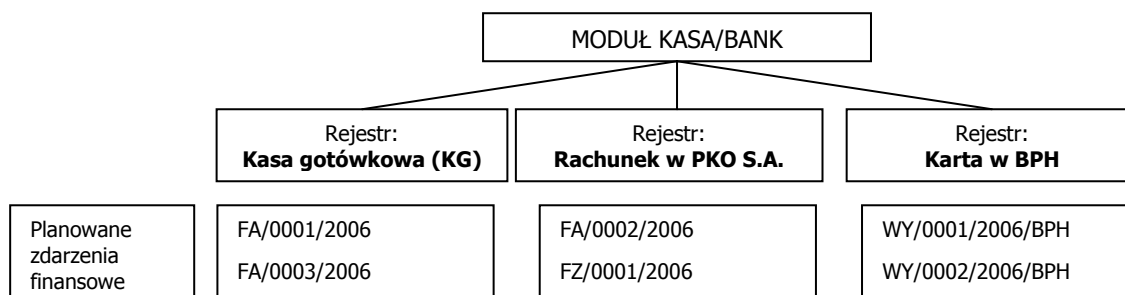 MODUŁ KASA/BANK
Rejestr:
Kasa gotówkowa (KG)
Rejestr:
Rachunek w PKO S.A.
Rejestr:
Karta w BPH
Planowane
zdarzenia
finansowe
FA/0001/2006
FA/0003/2006
FA/0002/2006
FZ/0001/2006
WY/0001/2006/BPH
WY/0002/2006/BPH